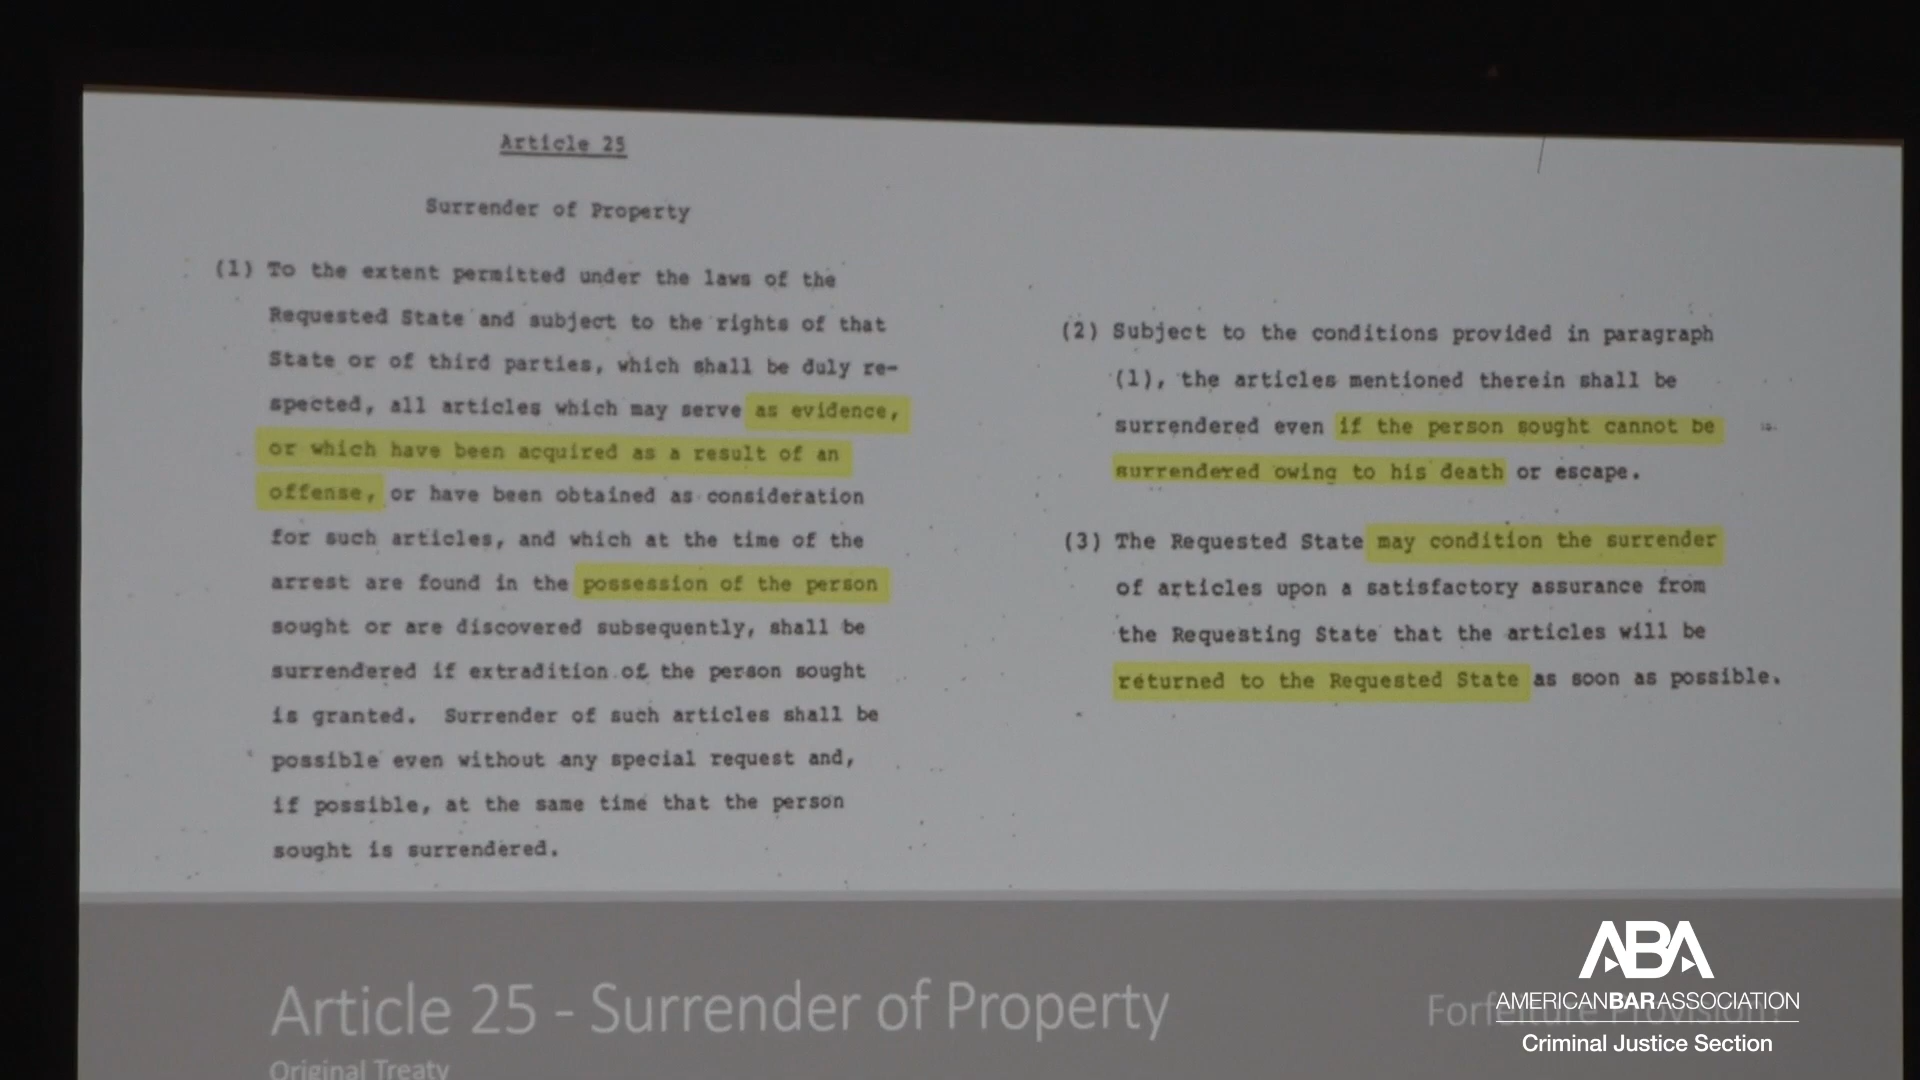 Article 25
Surrender of Property
(1) To the extent permitted under the laws of the
Requested State and subject to the rights of that
State or of third parties, which shall be duly re-
spected, all articles which may serve as evidence,
or which have been acquired as a result of an
offense, or have been obtained as consideration
for such articles, and which at the time of the
arrest are found in the possession of the person
sought or are discovered subsequently, shall be
surrendered if extradition of the person sought
is granted. Surrender of such articles shall be
possible even without any special request and,
if possible, at the same time that the person
sought is surrendered.
(2) Subject to the conditions provided in paragraph
(1), the articles mentioned therein shall be
surrendered even if the person sought cannot be
surrendered owing to his death or escape.
(3) The Requested State may condition the surrender
of articles upon a satisfactory assurance from
the Requesting State that the articles will be
returned to the Requested State as soon as possible.
Article 25 - Surrender of Property
Original Treaty
Forfeiture Provision?
ABA
AMERICANBARASSOCIATION
Criminal Justice Section